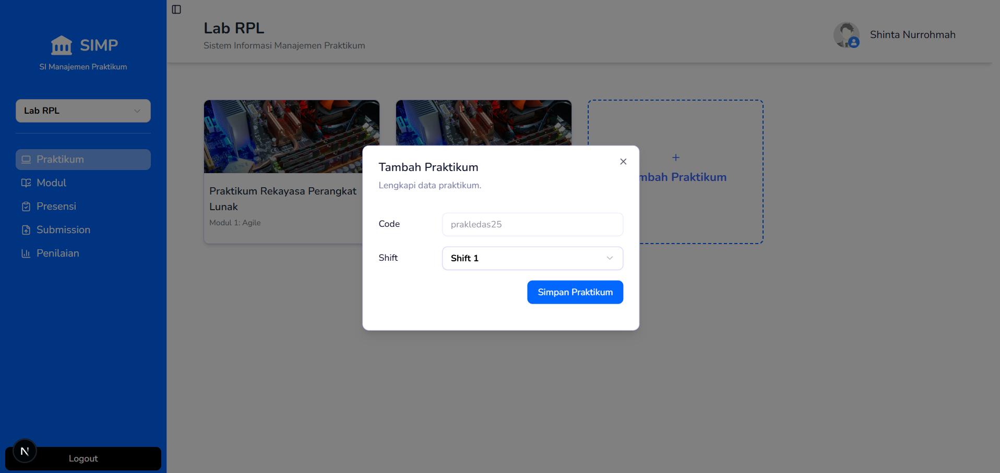 SIMP
SI Manajemen Praktikum
Lab RPL
Praktikum
Modul
Presensi
Submission
Penilaian
N
Logout
Lab RPL
Sistem Informasi Manajemen Praktikum
Shinta Nurrohmah
Praktikum Rekayasa Perangkat
Lunak
Modul 1: Agile
+
mbah Praktikum
Tambah Praktikum
Lengkapi data praktikum.
Code
prakledas25
Shift
Shift 1
Simpan Praktikum